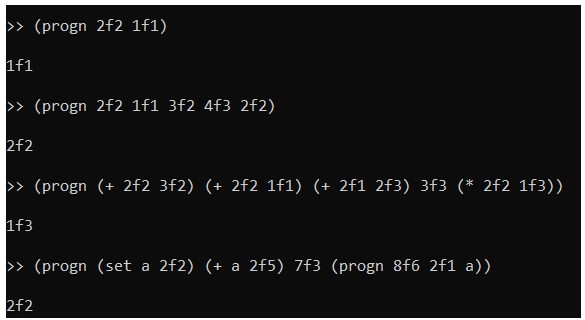 >> (progn 2f2 1f1)
1f1
>> (progn 2f2 1f1 3f2 4f3 2f2)
2f2
>> (progn (+ 2f2 3f2) (+ 2f2 1f1) (+ 2f1 2f3) 3f3 (* 2f2 1f3))
1f3
>> (progn (set a 2f2) (+ a 2f5) 7f3 (progn 8f6 2f1 a))
2f2